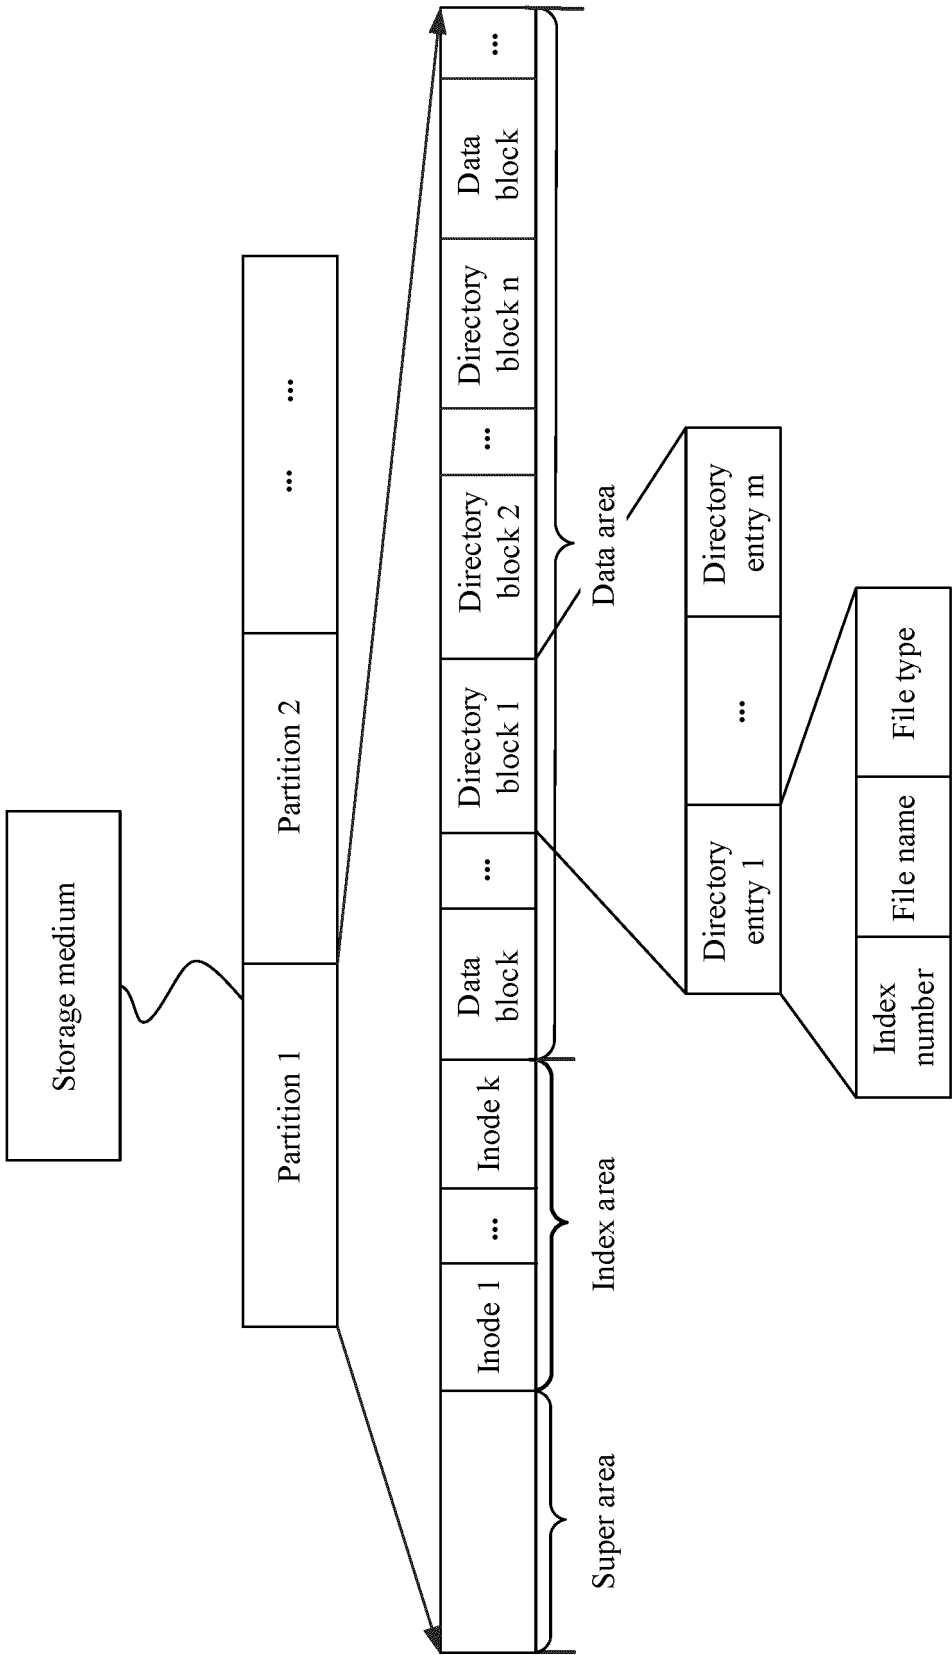 Storage medium
Partition 1
Partition 2
...
...
Inode 1
...
Inode k
Data
block
...
Directory
block 1
Directory
block 2
...
Directory
block n
Data
block
...
Super area
Index area
Data area
Directory
entry 1
...
Directory
entry m
Index
number
File name
File type